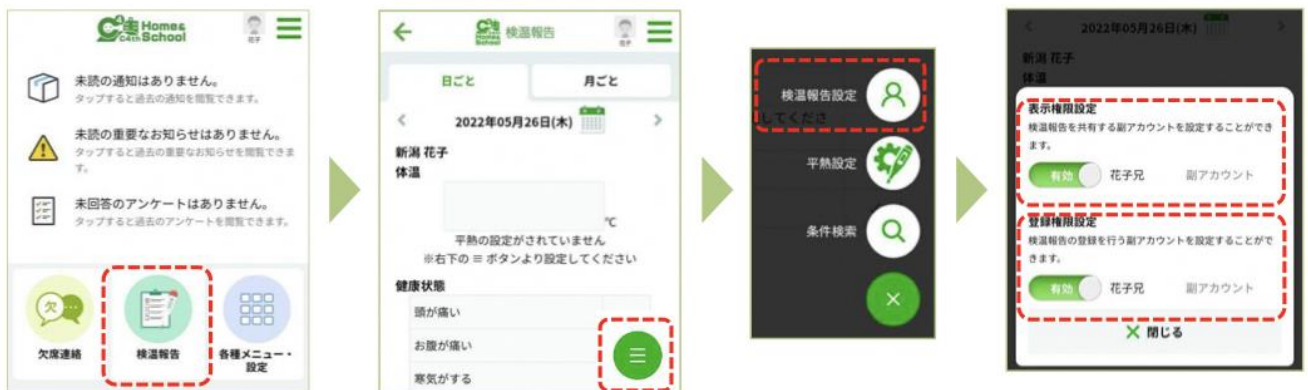 C4th Home& School
花子
未読の通知はありません。
タップすると過去の通知を閲覧できます。
未読の重要なお知らせはありません。
タップすると過去の重要なお知らせを閲覧できま
す。
未回答のアンケートはありません。
タップすると過去のアンケートを閲覧できます。
欠
欠席連絡
検温報告
各種メニュー・
設定
Home& School
検温報告
花子
日ごと
月ごと
2022年05月26日(木)
新潟 花子
体温
℃
平熱の設定がされていません
※右下の ≡ ボタンより設定してください
健康状態
頭が痛い
お腹が痛い
寒気がする
検温報告設定
してくださ
平熱設定
条件検索
2022年05月26日(木)
新潟 花子
体温
表示権限設定
検温報告を共有する副アカウントを設定することができ
ます。
有効 花子兄 副アカウント
登録権限設定
検温報告の登録を行う副アカウントを設定することがで
きます。
有効 花子兄 副アカウント
閉じる